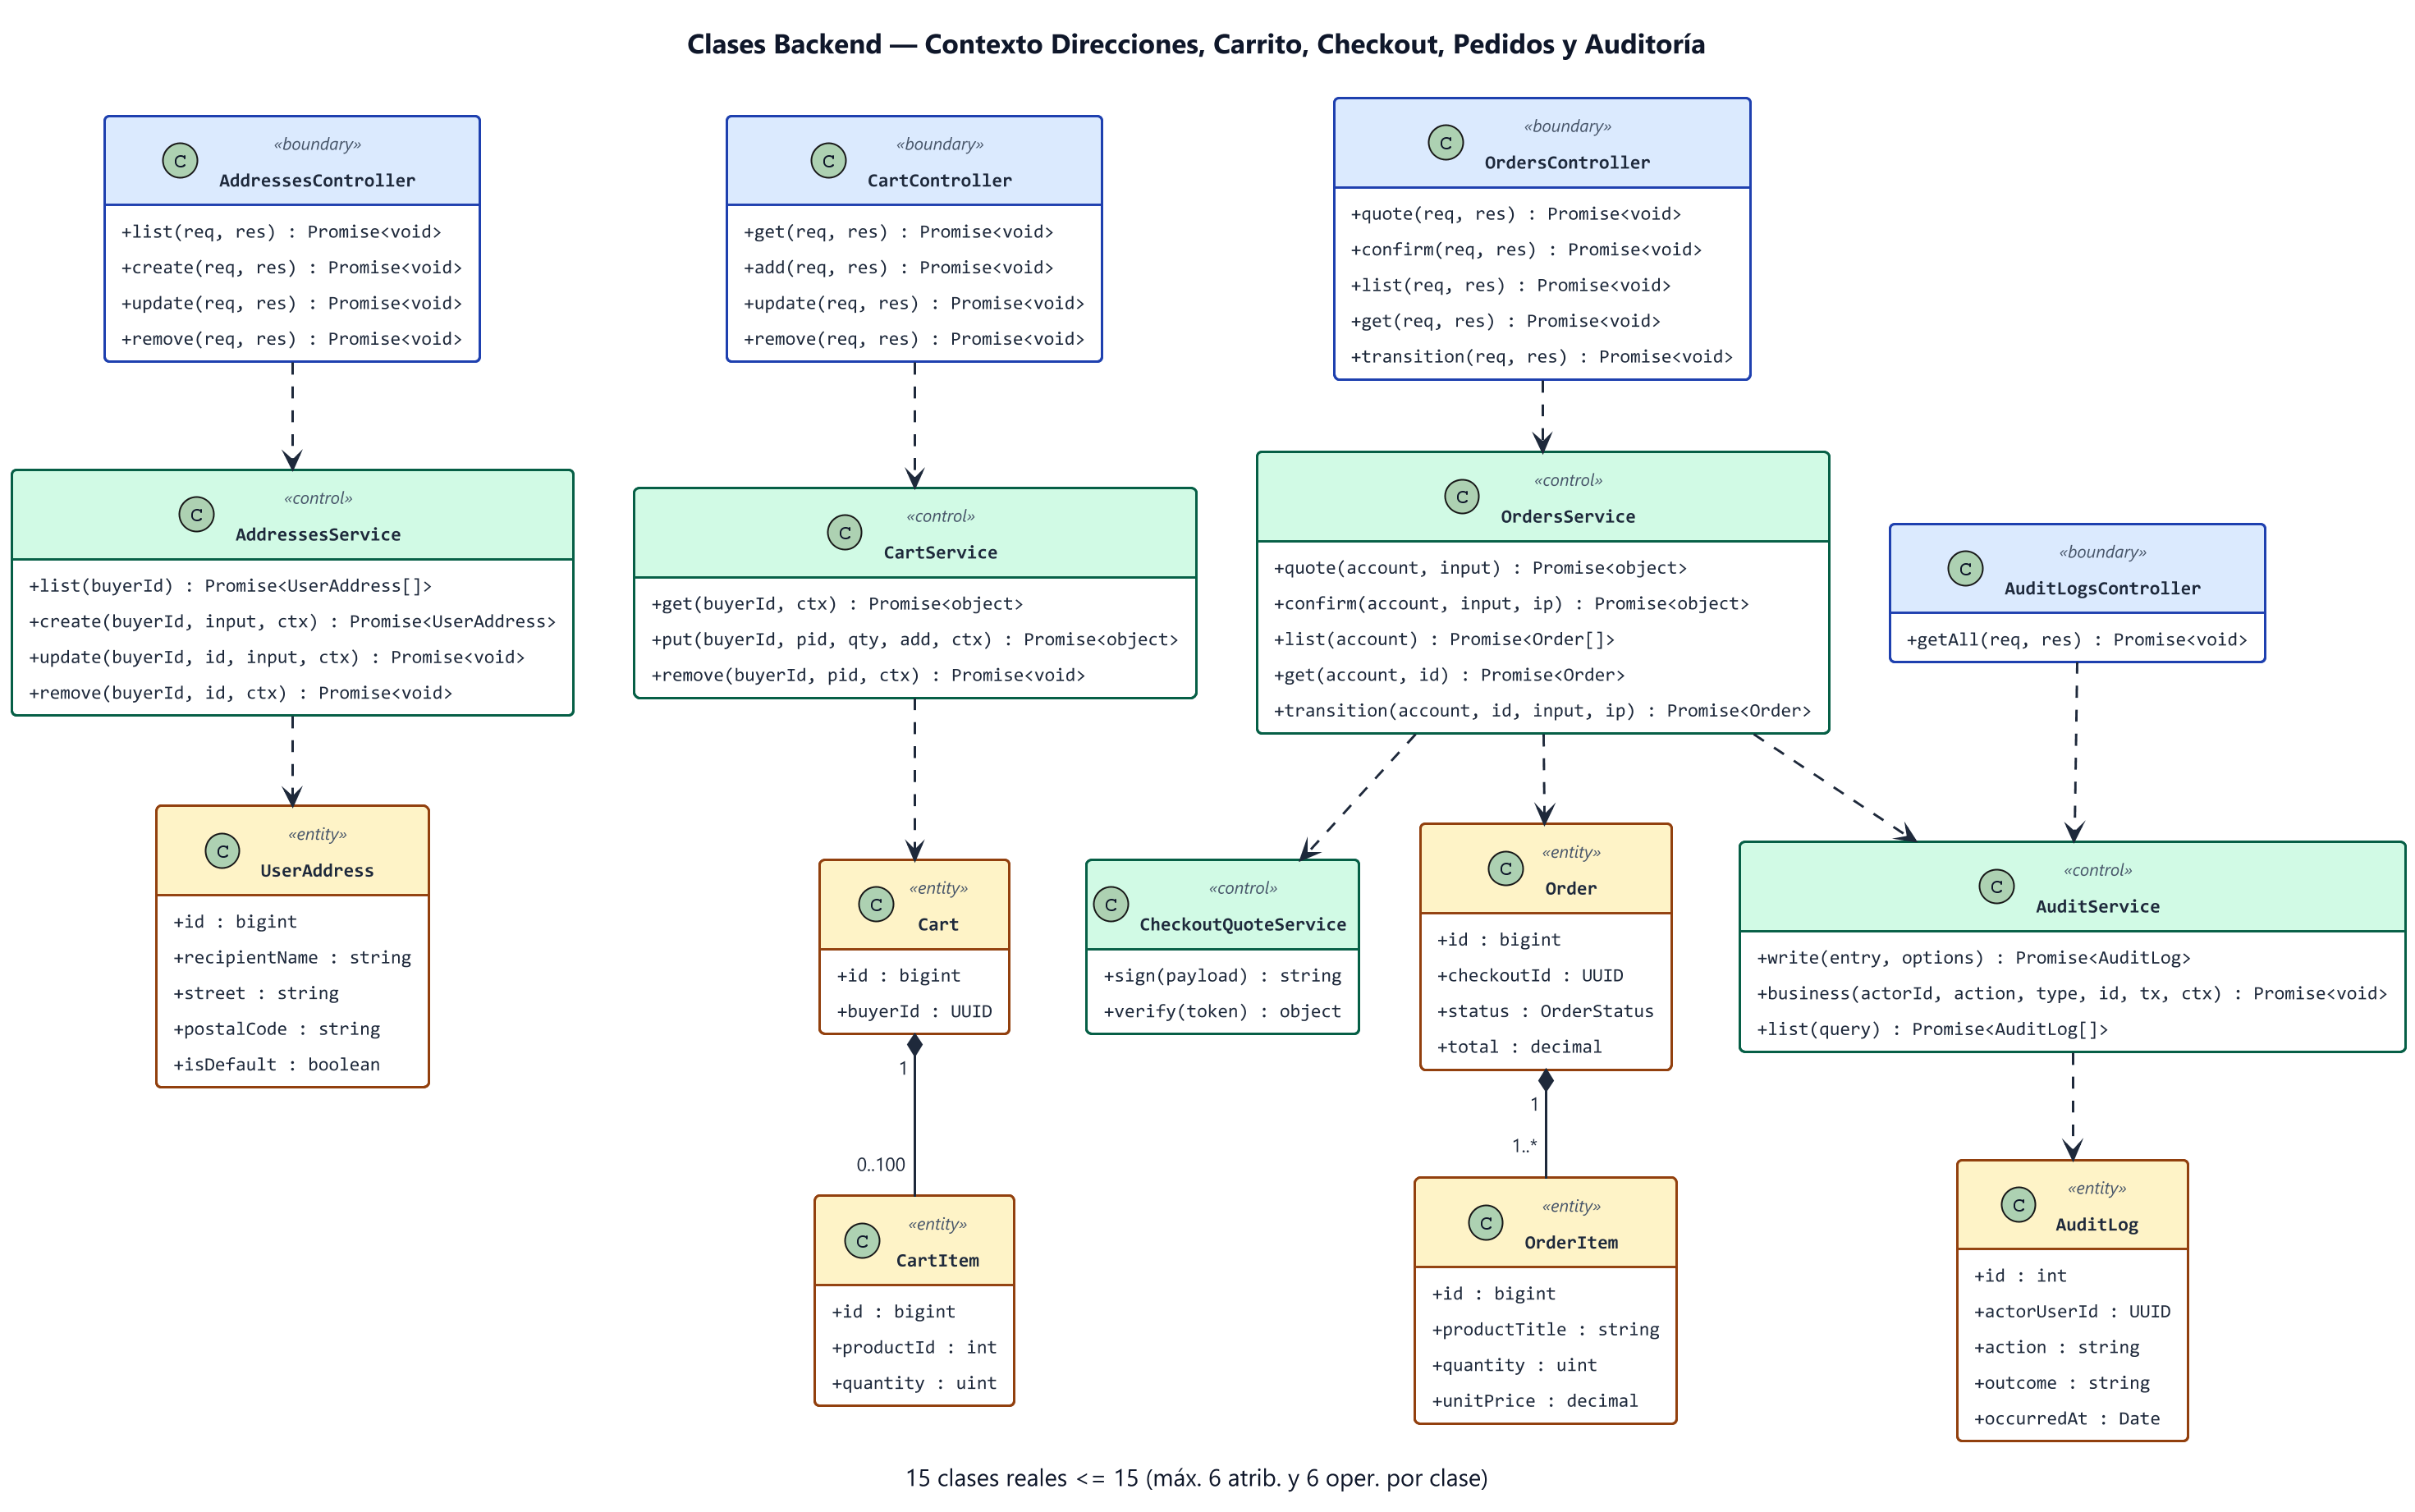 Clases Backend — Contexto Direcciones, Carrito, Checkout, Pedidos y Auditoría
C
«boundary»
AddressesController
+list(req, res) : Promise<void>
+create(req, res) : Promise<void>
+update(req, res) : Promise<void>
+remove(req, res) : Promise<void>
C
«boundary»
CartController
+get(req, res) : Promise<void>
+add(req, res) : Promise<void>
+update(req, res) : Promise<void>
+remove(req, res) : Promise<void>
C
«boundary»
OrdersController
+quote(req, res) : Promise<void>
+confirm(req, res) : Promise<void>
+list(req, res) : Promise<void>
+get(req, res) : Promise<void>
+transition(req, res) : Promise<void>
C
«control»
AddressesService
+list(buyerId) : Promise<UserAddress[]>
+create(buyerId, input, ctx) : Promise<UserAddress>
+update(buyerId, id, input, ctx) : Promise<void>
+remove(buyerId, id, ctx) : Promise<void>
C
«control»
CartService
+get(buyerId, ctx) : Promise<object>
+put(buyerId, pid, qty, add, ctx) : Promise<object>
+remove(buyerId, pid, ctx) : Promise<void>
C
«control»
OrdersService
+quote(account, input) : Promise<object>
+confirm(account, input, ip) : Promise<object>
+list(account) : Promise<Order[]>
+get(account, id) : Promise<Order>
+transition(account, id, input, ip) : Promise<Order>
C
«boundary»
AuditLogsController
+getAll(req, res) : Promise<void>
C
«entity»
UserAddress
+id : bigint
+recipientName : string
+street : string
+postalCode : string
+isDefault : boolean
C
«entity»
Cart
+id : bigint
+buyerId : UUID
C
«control»
CheckoutQuoteService
+sign(payload) : string
+verify(token) : object
C
«entity»
Order
+id : bigint
+checkoutId : UUID
+status : OrderStatus
+total : decimal
C
«control»
AuditService
+write(entry, options) : Promise<AuditLog>
+business(actorId, action, type, id, tx, ctx) : Promise<void>
+list(query) : Promise<AuditLog[]>
1
0..100
1
1..*
C
«entity»
CartItem
+id : bigint
+productId : int
+quantity : uint
C
«entity»
OrderItem
+id : bigint
+productTitle : string
+quantity : uint
+unitPrice : decimal
C
«entity»
AuditLog
+id : int
+actorUserId : UUID
+action : string
+outcome : string
+occurredAt : Date
15 clases reales <= 15 (máx. 6 atrib. y 6 oper. por clase)